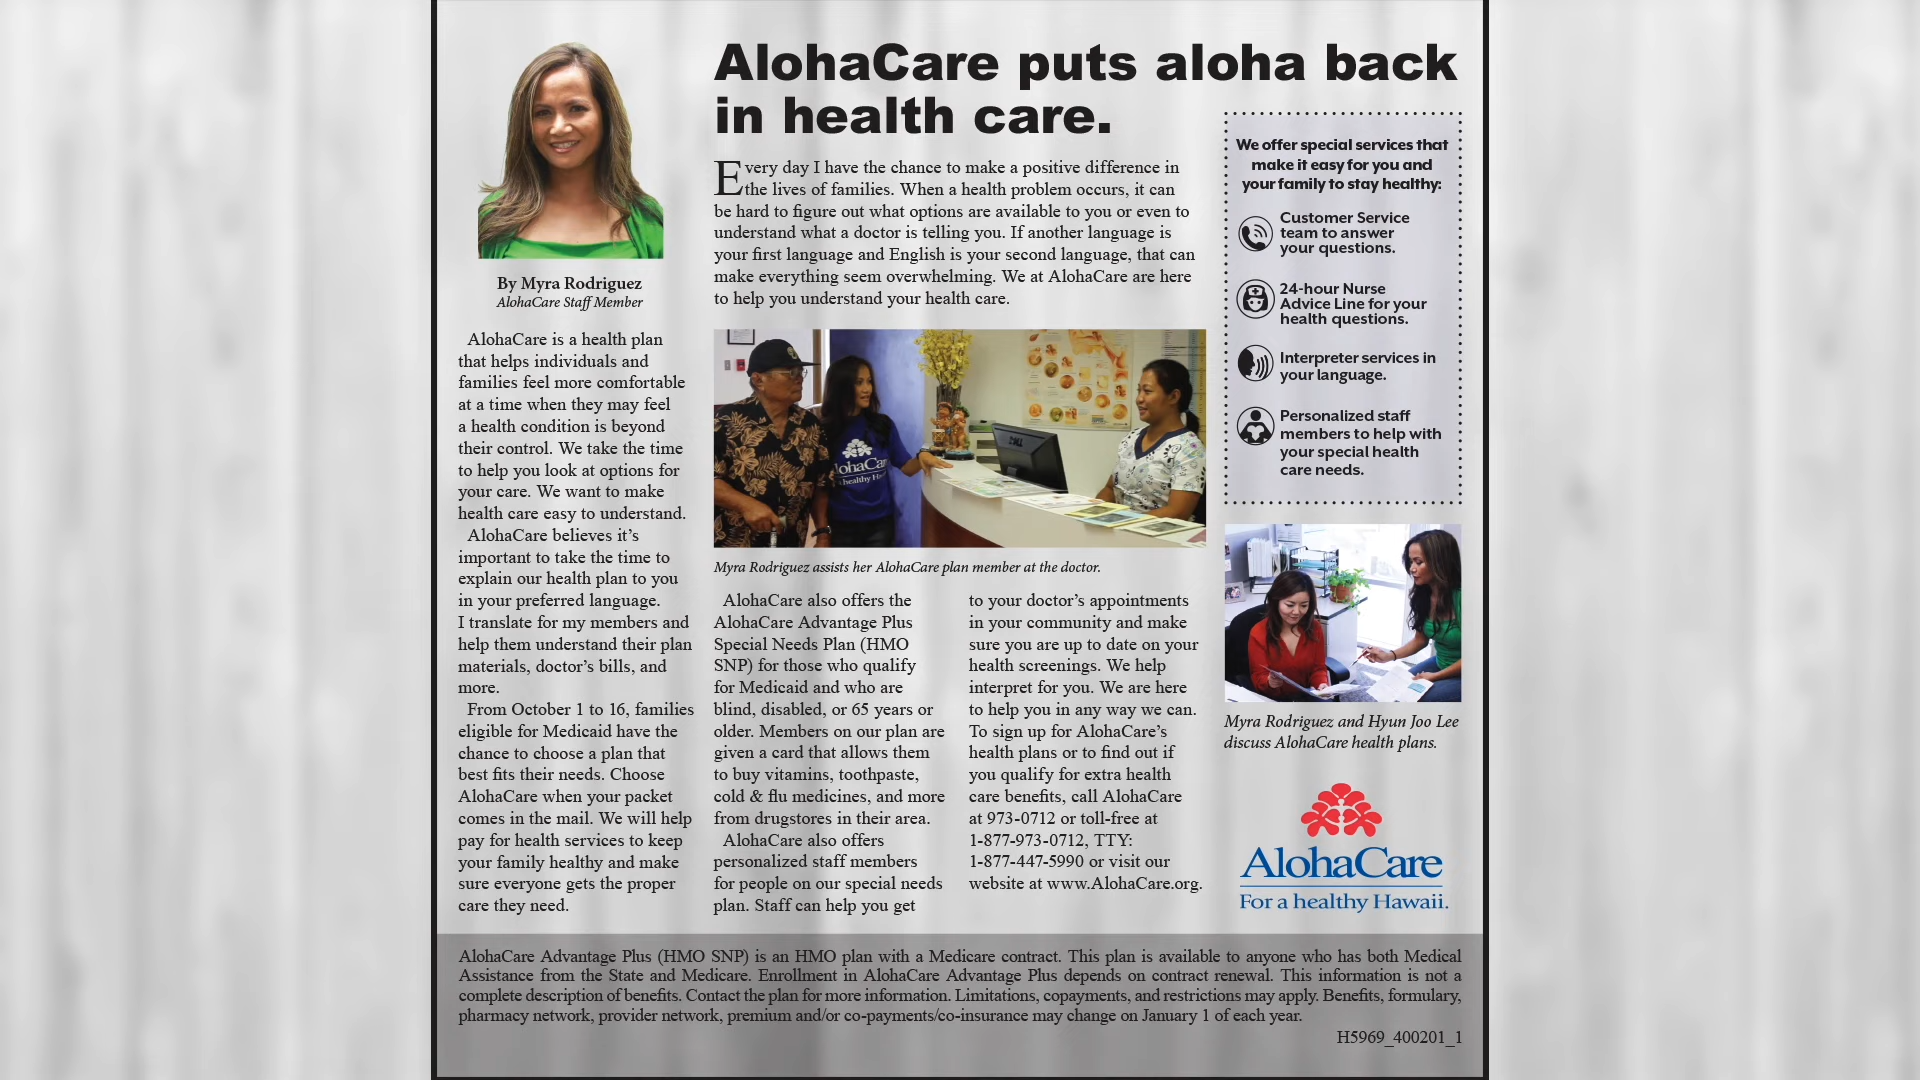 AlohaCare puts aloha back
in health care.
By Myra Rodriguez
AlohaCare Staff Member
Every day I have the chance to make a positive difference in
the lives of families. When a health problem occurs, it can
be hard to figure out what options are available to you or even to
understand what a doctor is telling you. If another language is
your first language and English is your second language, that can
make everything seem overwhelming. We at AlohaCare are here
to help you understand your health care.
AlohaCare is a health plan
that helps individuals and
families feel more comfortable
at a time when they may feel
a health condition is beyond
their control. We take the time
to help you look at options for
your care. We want to make
health care easy to understand.
AlohaCare believes it’s
important to take the time to
explain our health plan to you
in your preferred language.
I translate for my members and
help them understand their plan
materials, doctor’s bills, and
more.
From October 1 to 16, families
eligible for Medicaid have the
chance to choose a plan that
best fits their needs. Choose
AlohaCare when your packet
comes in the mail. We will help
pay for health services to keep
your family healthy and make
sure everyone gets the proper
care they need.
DELL
Myra Rodriguez assists her AlohaCare plan member at the doctor.
AlohaCare also offers the
AlohaCare Advantage Plus
Special Needs Plan (HMO
SNP) for those who qualify
for Medicaid and who are
blind, disabled, or 65 years or
older. Members on our plan are
given a card that allows them
to buy vitamins, toothpaste,
cold & flu medicines, and more
from drugstores in their area.
AlohaCare also offers
personalized staff members
for people on our special needs
plan. Staff can help you get
to your doctor’s appointments
in your community and make
sure you are up to date on your
health screenings. We help
interpret for you. We are here
to help you in any way we can.
To sign up for AlohaCare’s
health plans or to find out if
you qualify for extra health
care benefits, call AlohaCare
at 973-0712 or toll-free at
1-877-973-0712, TTY:
1-877-447-5990 or visit our
website at www.AlohaCare.org.
We offer special services that
make it easy for you and
your family to stay healthy:
Customer Service
team to answer
your questions.
24-hour Nurse
Advice Line for your
health questions.
Interpreter services in
your language.
Personalized staff
members to help with
your special health
care needs.
Myra Rodriguez and Hyun Joo Lee
discuss AlohaCare health plans.
AlohaCare
For a healthy Hawaii.
AlohaCare Advantage Plus (HMO SNP) is an HMO plan with a Medicare contract. This plan is available to anyone who has both Medical
Assistance from the State and Medicare. Enrollment in AlohaCare Advantage Plus depends on contract renewal. This information is not a
complete description of benefits. Contact the plan for more information. Limitations, copayments, and restrictions may apply. Benefits, formulary,
pharmacy network, provider network, premium and/or co-payments/co-insurance may change on January 1 of each year.
H5969_400201_1